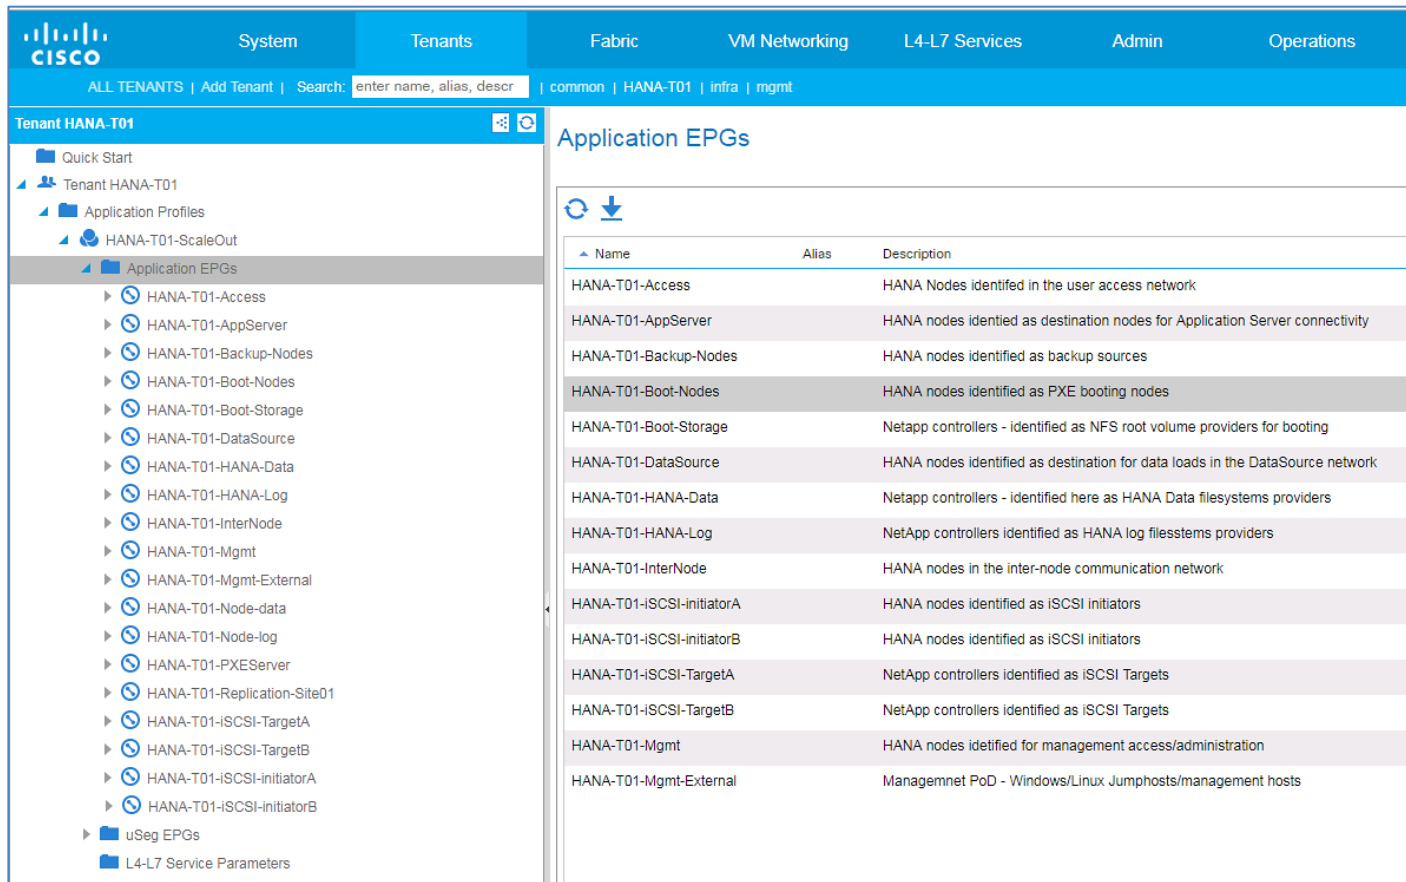 CISCO
System Tenants Fabric VM Networking L4-L7 Services Admin Operations
ALL TENANTS | Add Tenant | Search: enter name, alias, descr | common | HANA-T01 | infra | mgmt
Tenant HANA-T01
Quick Start
Tenant HANA-T01
Application Profiles
HANA-T01-ScaleOut
Application EPGs
HANA-T01-Access
HANA-T01-AppServer
HANA-T01-Backup-Nodes
HANA-T01-Boot-Nodes
HANA-T01-Boot-Storage
HANA-T01-DataSource
HANA-T01-HANA-Data
HANA-T01-HANA-Log
HANA-T01-InterNode
HANA-T01-Mgmt
HANA-T01-Mgmt-External
HANA-T01-Node-data
HANA-T01-Node-log
HANA-T01-PXEServer
HANA-T01-Replication-Site01
HANA-T01-iSCSI-TargetA
HANA-T01-iSCSI-TargetB
HANA-T01-iSCSI-initiatorA
HANA-T01-iSCSI-initiatorB
uSeg EPGs
L4-L7 Service Parameters
Application EPGs
Name Alias Description
HANA-T01-Access HANA Nodes identifed in the user access network
HANA-T01-AppServer HANA nodes identied as destination nodes for Application Server connectivity
HANA-T01-Backup-Nodes HANA nodes identified as backup sources
HANA-T01-Boot-Nodes HANA nodes identified as PXE booting nodes
HANA-T01-Boot-Storage Netapp controllers - identified as NFS root volume providers for booting
HANA-T01-DataSource HANA nodes identified as destination for data loads in the DataSource network
HANA-T01-HANA-Data Netapp controllers - identified here as HANA Data filesystems providers
HANA-T01-HANA-Log NetApp controllers identified as HANA log filesstems providers
HANA-T01-InterNode HANA nodes in the inter-node communication network
HANA-T01-iSCSI-initiatorA HANA nodes identified as iSCSI initiators
HANA-T01-iSCSI-initiatorB HANA nodes identified as iSCSI initiators
HANA-T01-iSCSI-TargetA NetApp controllers identified as iSCSI Targets
HANA-T01-iSCSI-TargetB NetApp controllers identified as iSCSI Targets
HANA-T01-Mgmt HANA nodes idetified for management access/administration
HANA-T01-Mgmt-External Managemnet PoD - Windows/Linux Jumphosts/management hosts